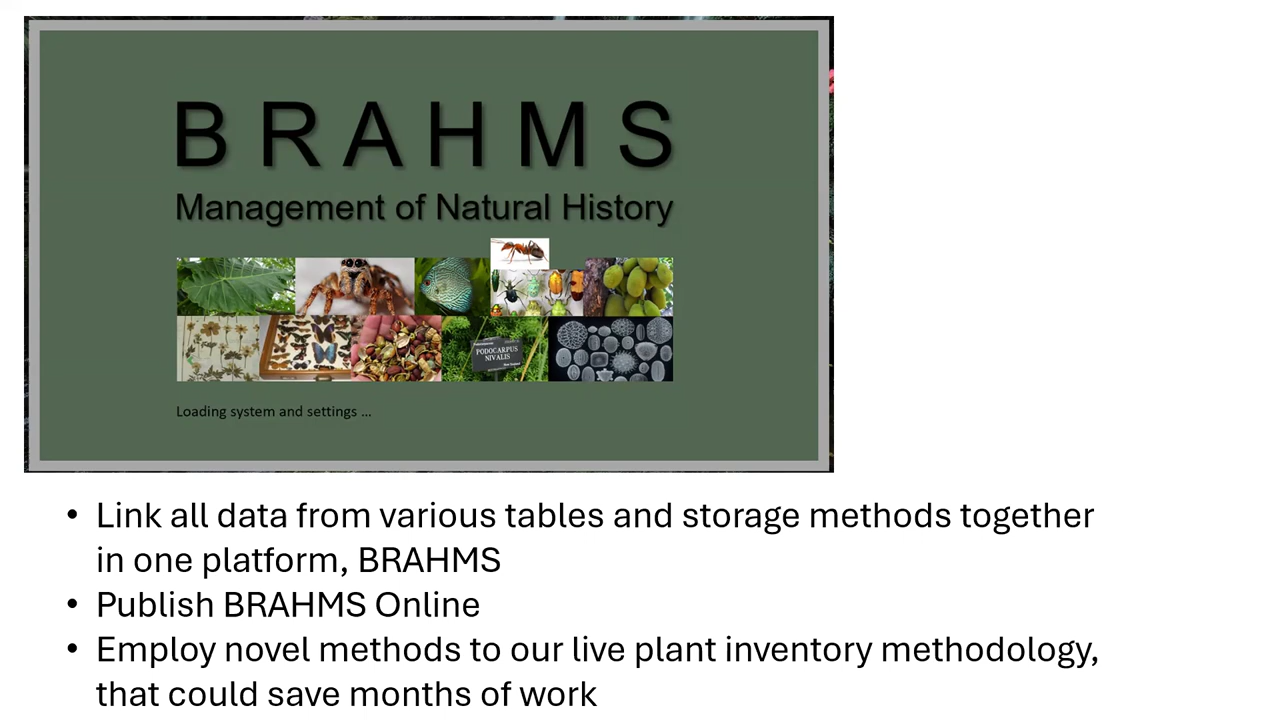 B R A H M S
Management of Natural History
PODOCARPUS
NIVALIS
Loading system and settings ...
• Link all data from various tables and storage methods together
in one platform, BRAHMS
• Publish BRAHMS Online
• Employ novel methods to our live plant inventory methodology,
that could save months of work